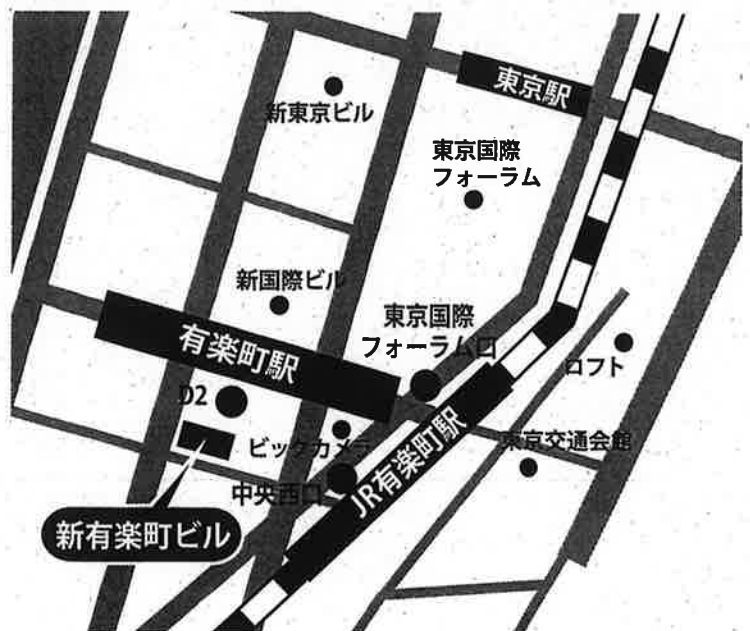 東京駅
新東京ビル
東京国際
フォーラム
新国際ビル
東京国際
フォーラム口
有楽町駅
ロフト
D2
ビックカメラ
東京交通会館
JR有楽町駅
中央西口
新有楽町ビル